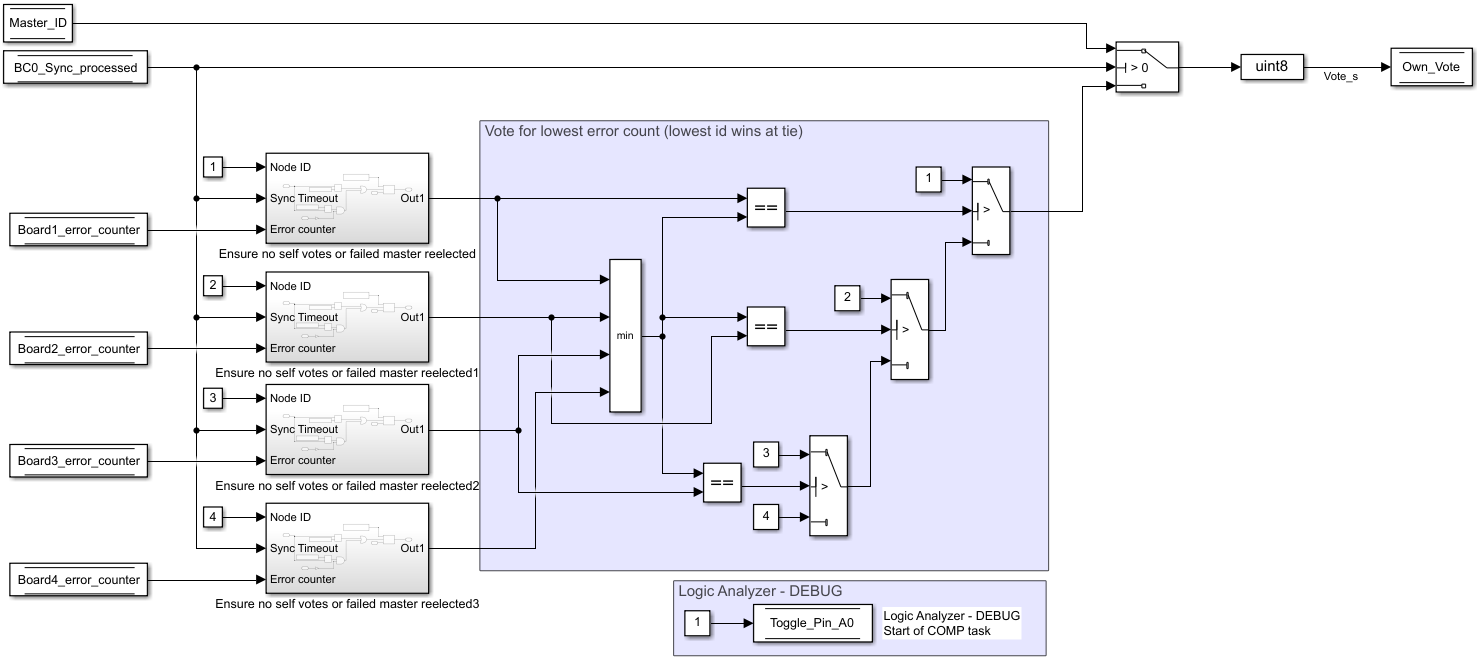 Master_ID
BC0_Sync_processed
> 0
uint8
Vote_s
Own_Vote
Vote for lowest error count (lowest id wins at tie)
1
Node ID
Sync Timeout
Out1
Error counter
Board1_error_counter
Ensure no self votes or failed master reelected
2
Node ID
Sync Timeout
Out1
Error counter
Board2_error_counter
Ensure no self votes or failed master reelected1
3
Node ID
Sync Timeout
Out1
Error counter
Board3_error_counter
Ensure no self votes or failed master reelected2
4
Node ID
Sync Timeout
Out1
Error counter
Board4_error_counter
Ensure no self votes or failed master reelected3
min
==
1
>
==
2
>
==
3
>
4
Logic Analyzer - DEBUG
1
Toggle_Pin_A0
Logic Analyzer - DEBUG
Start of COMP task